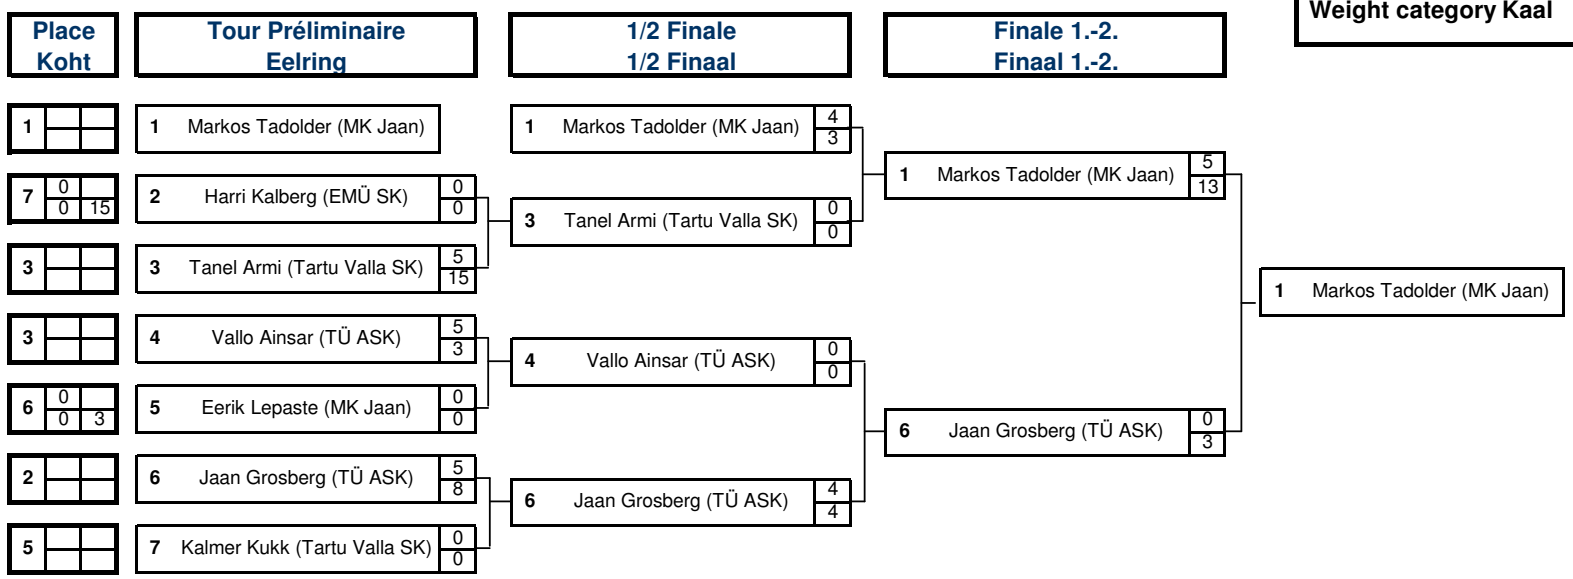 Weight category Kaal
Place Tour Préliminaire 1/2 Finale Finale 1.-2.
Koht Eelring 1/2 Finaal Finaal 1.-2.
1 1 Markos Tadolder (MK Jaan) 1 Markos Tadolder (MK Jaan) 4
3
1 Markos Tadolder (MK Jaan) 5
13
7 0 2 Harri Kalberg (EMÜ SK) 0
0 15 0
3 Tanel Armi (Tartu Valla SK) 0
0
3 3 Tanel Armi (Tartu Valla SK) 5
15
1 Markos Tadolder (MK Jaan)
3 4 Vallo Ainsar (TÜ ASK) 5
3
4 Vallo Ainsar (TÜ ASK) 0
0
6 0 5 Eerik Lepaste (MK Jaan) 0
0 3 0
6 Jaan Grosberg (TÜ ASK) 0
3
2 6 Jaan Grosberg (TÜ ASK) 5
8
6 Jaan Grosberg (TÜ ASK) 4
4
5 7 Kalmer Kukk (Tartu Valla SK) 0
0